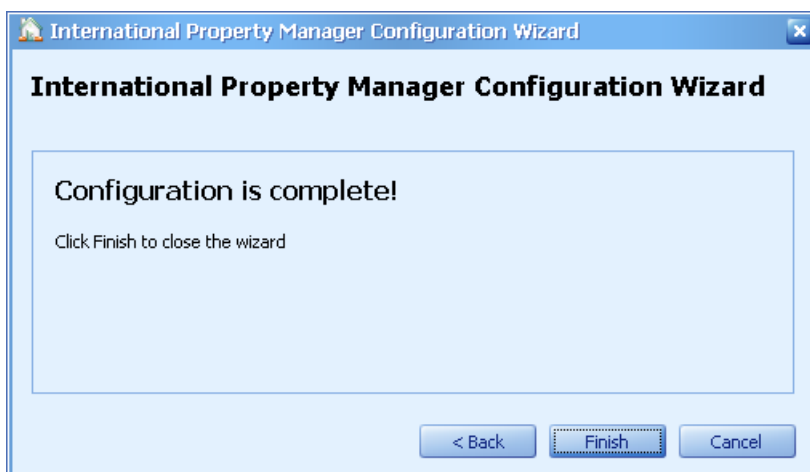 International Property Manager Configuration Wizard
International Property Manager Configuration Wizard
Configuration is complete!
Click Finish to close the wizard
< Back
Finish
Cancel